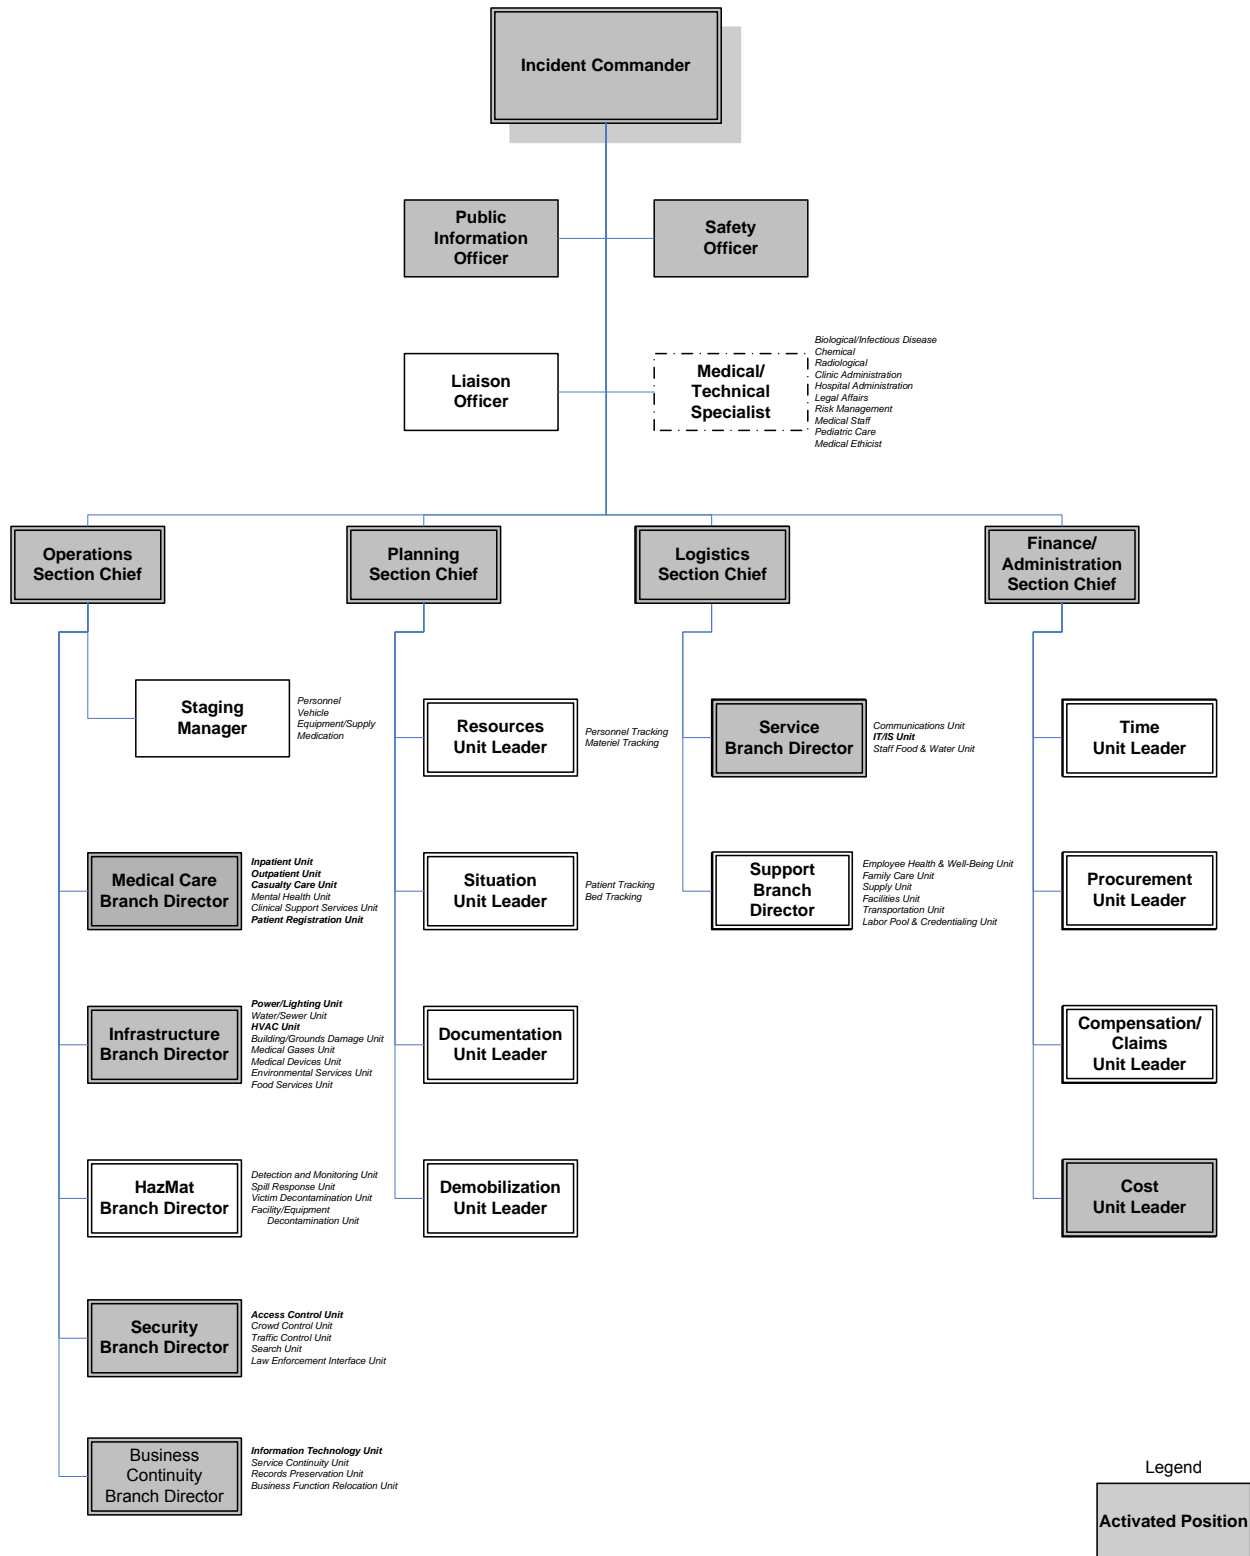 Incident Commander
Public
Information
Officer
Safety
Officer
Liaison
Officer
Medical/
Technical
Specialist
Biological/Infectious Disease
Chemical
Radiological
Clinic Administration
Hospital Administration
Legal Affairs
Risk Management
Medical Staff
Pediatric Care
Medical Ethicist
Operations
Section Chief
Planning
Section Chief
Logistics
Section Chief
Finance/
Administration
Section Chief
Staging
Manager
Personnel
Vehicle
Equipment/Supply
Medication
Resources
Unit Leader
Personnel Tracking
Materiel Tracking
Service
Branch Director
Communications Unit
IT/IS Unit
Staff Food & Water Unit
Time
Unit Leader
Medical Care
Branch Director
Inpatient Unit
Outpatient Unit
Casualty Care Unit
Mental Health Unit
Clinical Support Services Unit
Patient Registration Unit
Situation
Unit Leader
Patient Tracking
Bed Tracking
Support
Branch
Director
Employee Health & Well-Being Unit
Family Care Unit
Supply Unit
Facilities Unit
Transportation Unit
Labor Pool & Credentialing Unit
Procurement
Unit Leader
Infrastructure
Branch Director
Power/Lighting Unit
Water/Sewer Unit
HVAC Unit
Building/Grounds Damage Unit
Medical Gases Unit
Medical Devices Unit
Environmental Services Unit
Food Services Unit
Documentation
Unit Leader
Compensation/
Claims
Unit Leader
HazMat
Branch Director
Detection and Monitoring Unit
Spill Response Unit
Victim Decontamination Unit
Facility/Equipment
Decontamination Unit
Demobilization
Unit Leader
Cost
Unit Leader
Security
Branch Director
Access Control Unit
Crowd Control Unit
Traffic Control Unit
Search Unit
Law Enforcement Interface Unit
Business
Continuity
Branch Director
Information Technology Unit
Service Continuity Unit
Records Preservation Unit
Business Function Relocation Unit
Legend
Activated Position